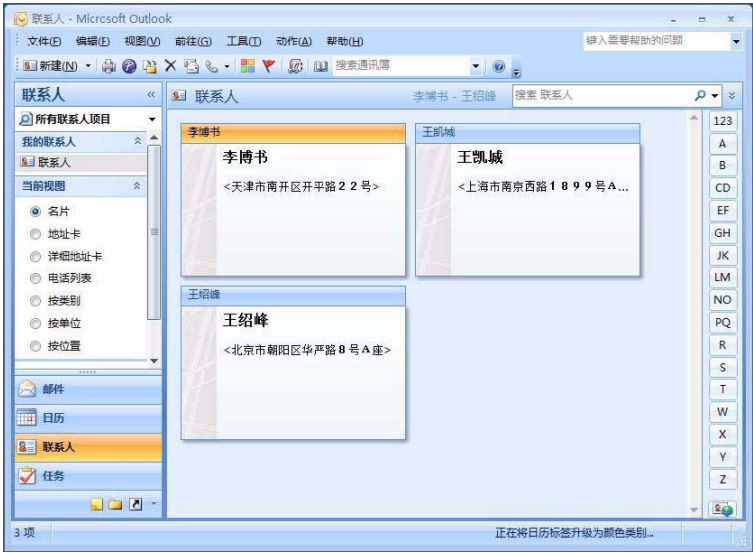 联系人 - Microsoft Outlook
文件(F) 编辑(E) 视图(V) 前往(G) 工具(T) 动作(A) 帮助(H) 键入需要帮助的问题
新建(N) 搜索通讯簿
联系人 «
所有联系人项目
我的联系人
联系人
当前视图
名片
地址卡
详细地址卡
电话列表
按类别
按单位
按位置
邮件
日历
联系人
任务
联系人 李博书 - 王绍峰 搜索 联系人
李博书
李博书
<天津市南开区开平路22号>
王凯城
王凯城
<上海市南京西路1899号A...
王绍峰
王绍峰
<北京市朝阳区华严路8号A座>
123
A
B
CD
EF
GH
IJK
LM
NO
PQ
R
S
T
W
X
Y
Z
3 项 正在将日历标签升级为颜色类别...